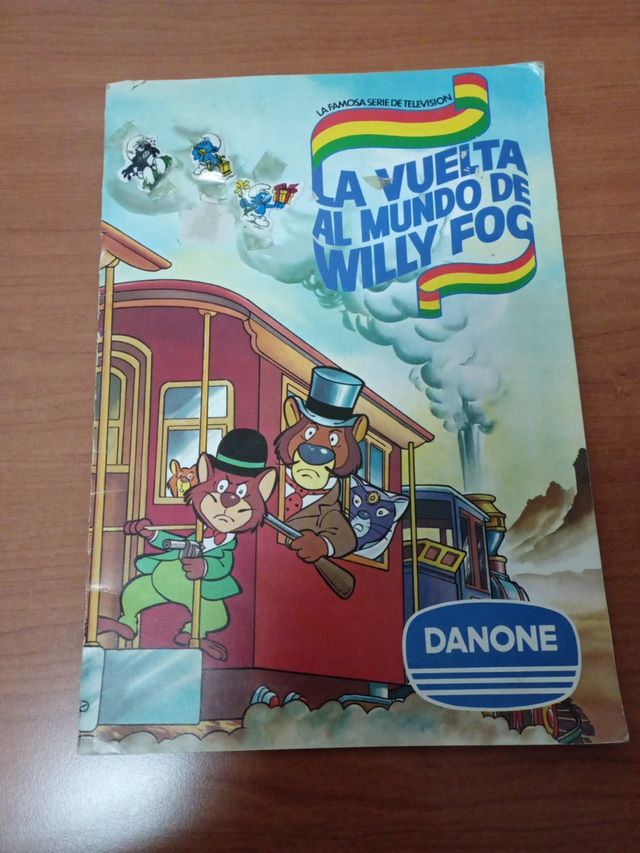 LA FAMOSA SERIE DE TELEVISION
LA VUELTA
AL MUNDO DE
WILLY FOG
DANONE